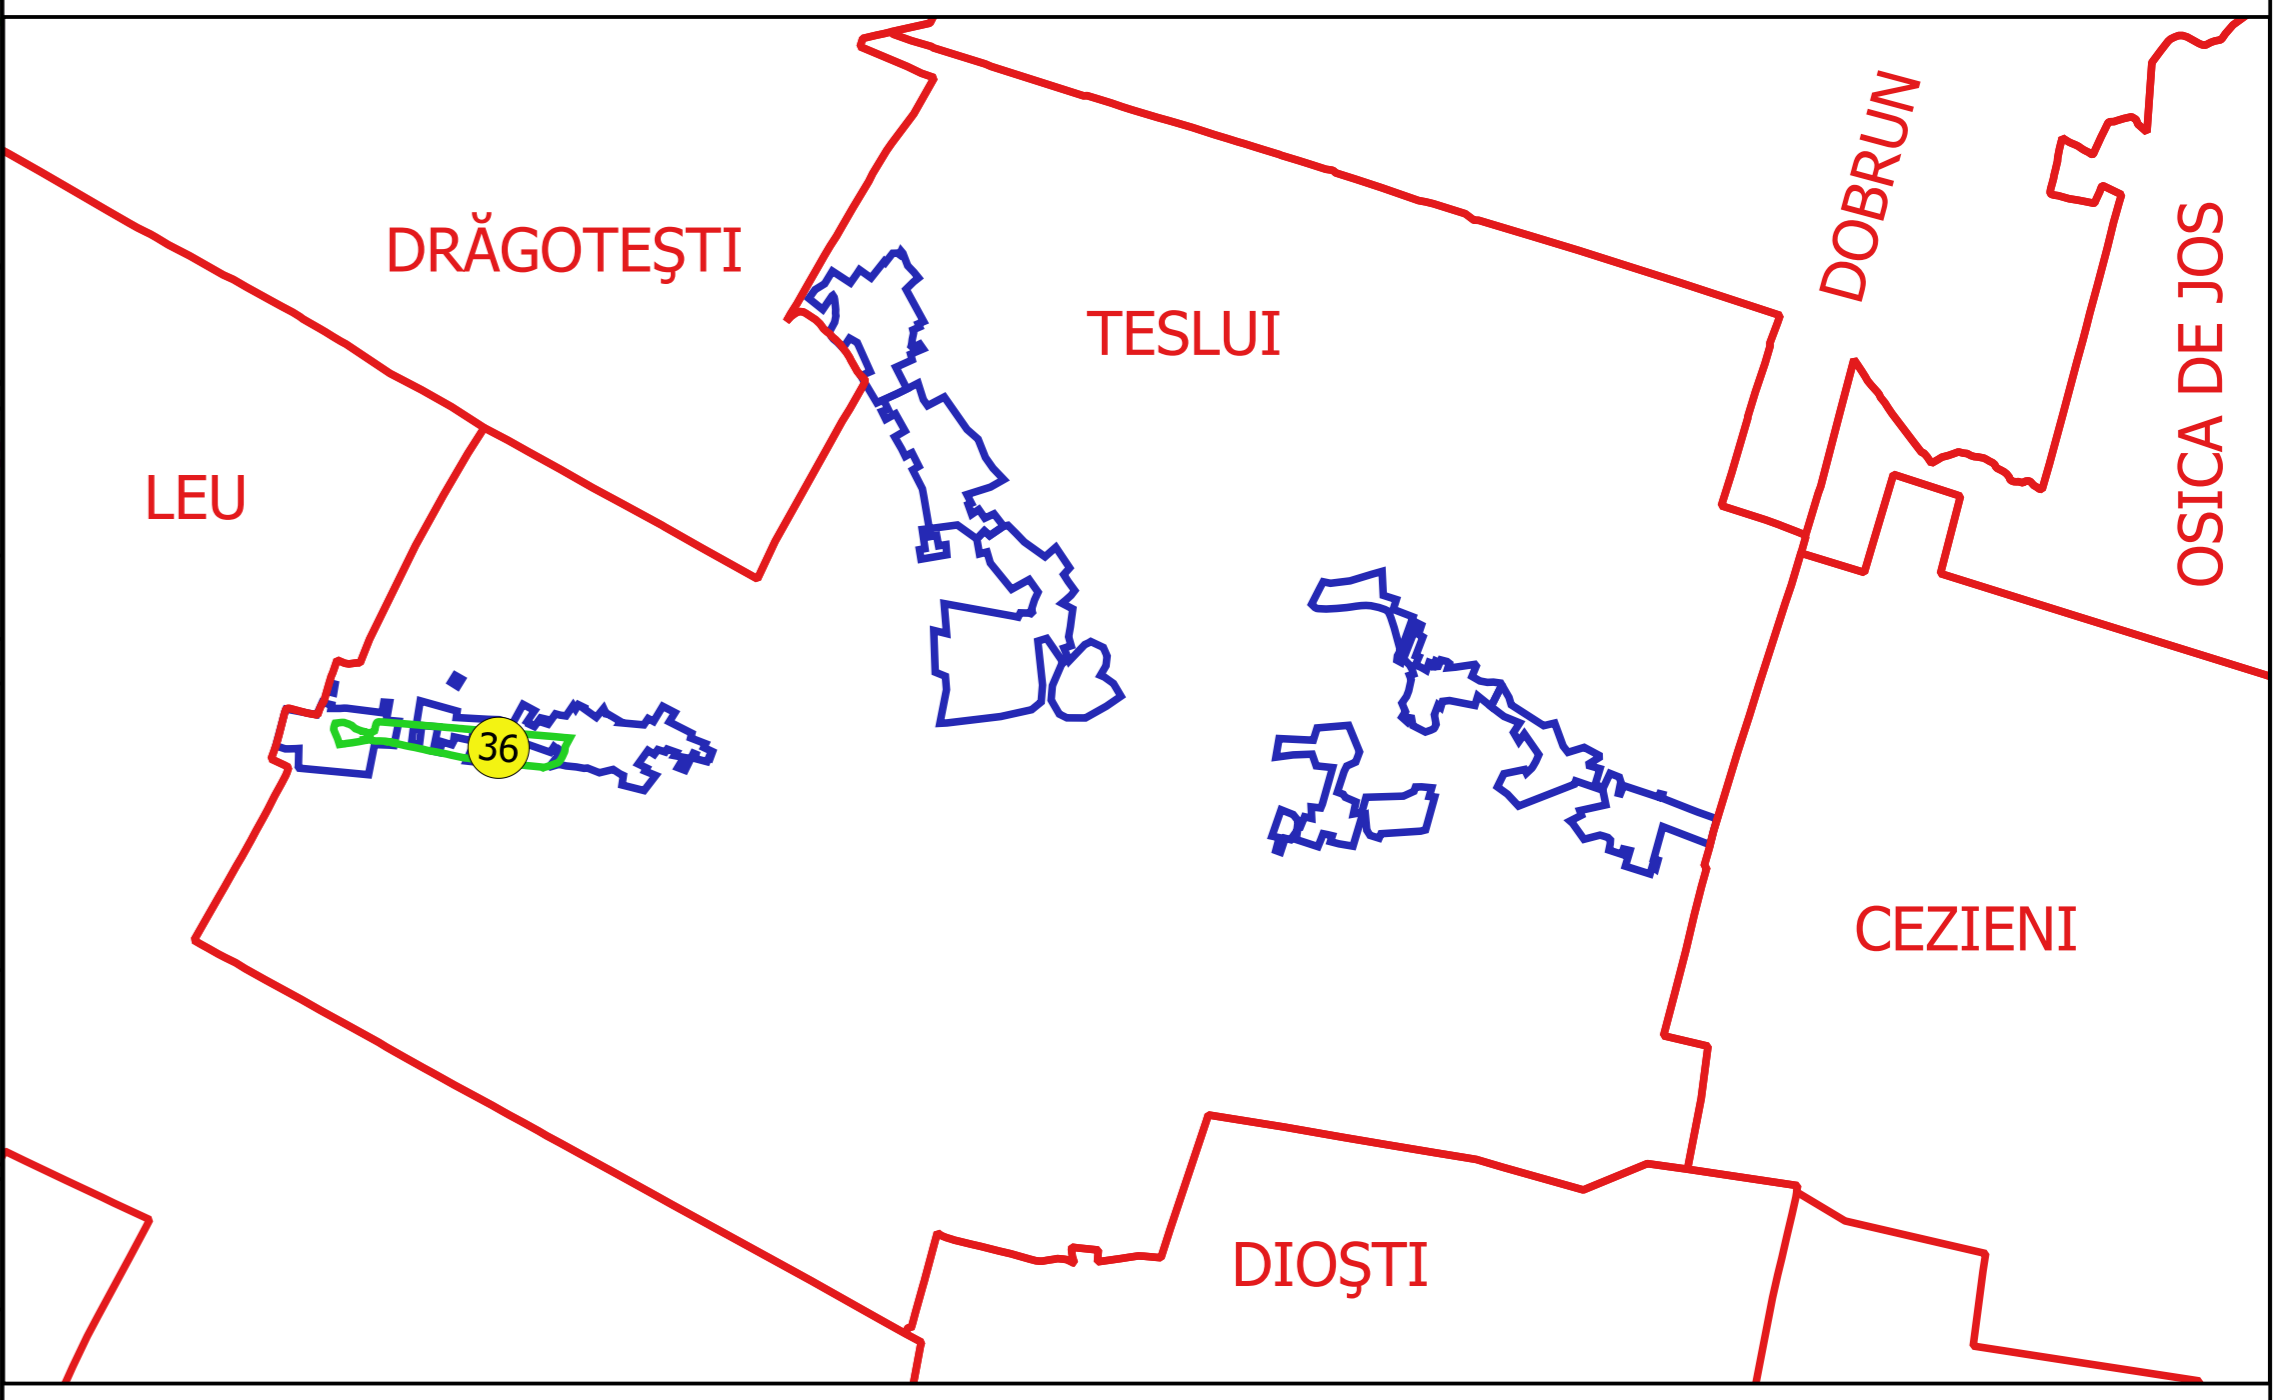 DRĂGOTEŞTI
TESLUI
DOBRUN
OSICA DE JOS
LEU
36
CEZIENI
DIOŞTI